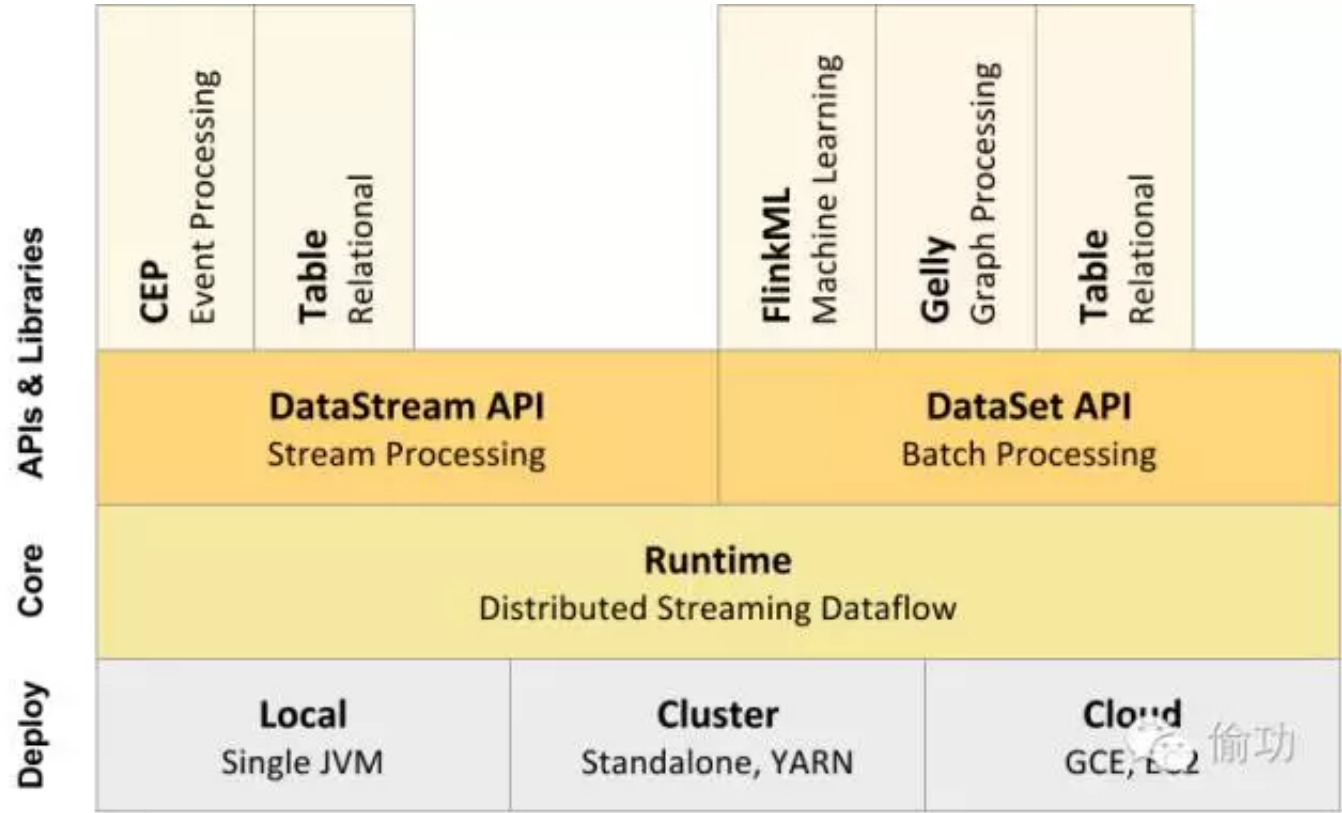 APIs & Libraries
CEP
Event Processing
Table
Relational
FlinkML
Machine Learning
Gelly
Graph Processing
Table
Relational
DataStream API
Stream Processing
DataSet API
Batch Processing
Core
Runtime
Distributed Streaming Dataflow
Deploy
Local
Single JVM
Cluster
Standalone, YARN
Cloud
GCE, EC2
偷功